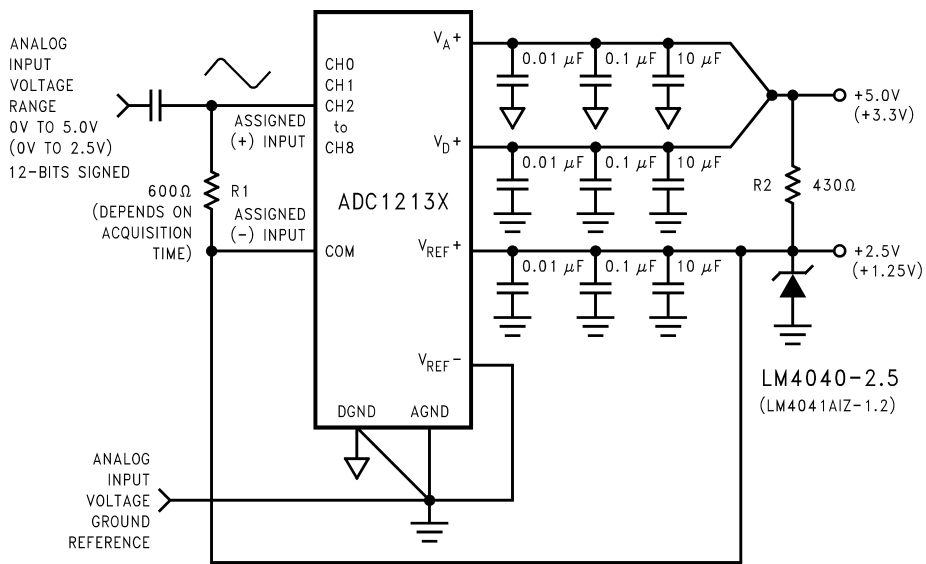 ANALOG
INPUT
VOLTAGE
RANGE
0V TO 5.0V
(0V TO 2.5V)
12-BITS SIGNED
600Ω
R1
(DEPENDS ON
ACQUISITION
TIME)
ASSIGNED
(+) INPUT
ASSIGNED
(−) INPUT
CH0
CH1
CH2
to
CH8
COM
ADC1213X
VA+
VD+
VREF+
VREF−
DGND
AGND
0.01 μF
0.1 μF
10 μF
0.01 μF
0.1 μF
10 μF
0.01 μF
0.1 μF
10 μF
+5.0V
(+3.3V)
R2
430Ω
+2.5V
(+1.25V)
LM4040-2.5
(LM4041AIZ-1.2)
ANALOG
INPUT
VOLTAGE
GROUND
REFERENCE